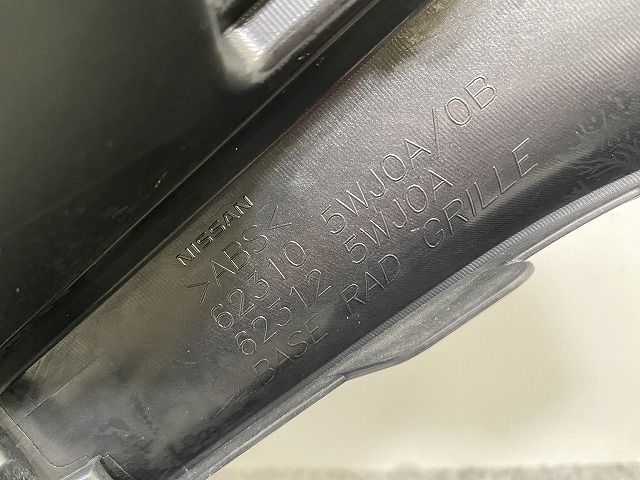 NISSAN
>ABS<
62310 5WJ0A/0B
62312 5WJ0A
BASE RAD GRILLE